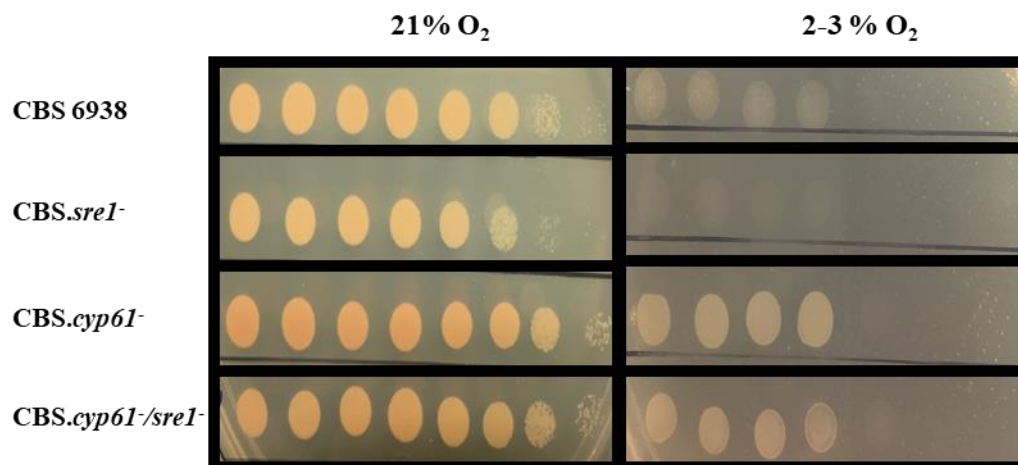 21% O₂
2-3 % O₂
CBS 6938
CBS.sre1⁻
CBS.cyp61⁻
CBS.cyp61⁻/sre1⁻